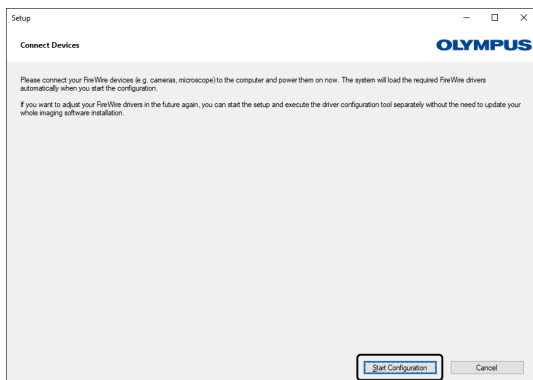 Setup
Connect Devices
OLYMPUS
Please connect your FireWire devices (e.g. cameras, microscope) to the computer and power them on now. The system will load the required FireWire drivers
automatically when you start the configuration.
If you want to adjust your FireWire drivers in the future again, you can start the setup and execute the driver configuration tool separately without the need to update your
whole imaging software installation.
Start Configuration
Cancel